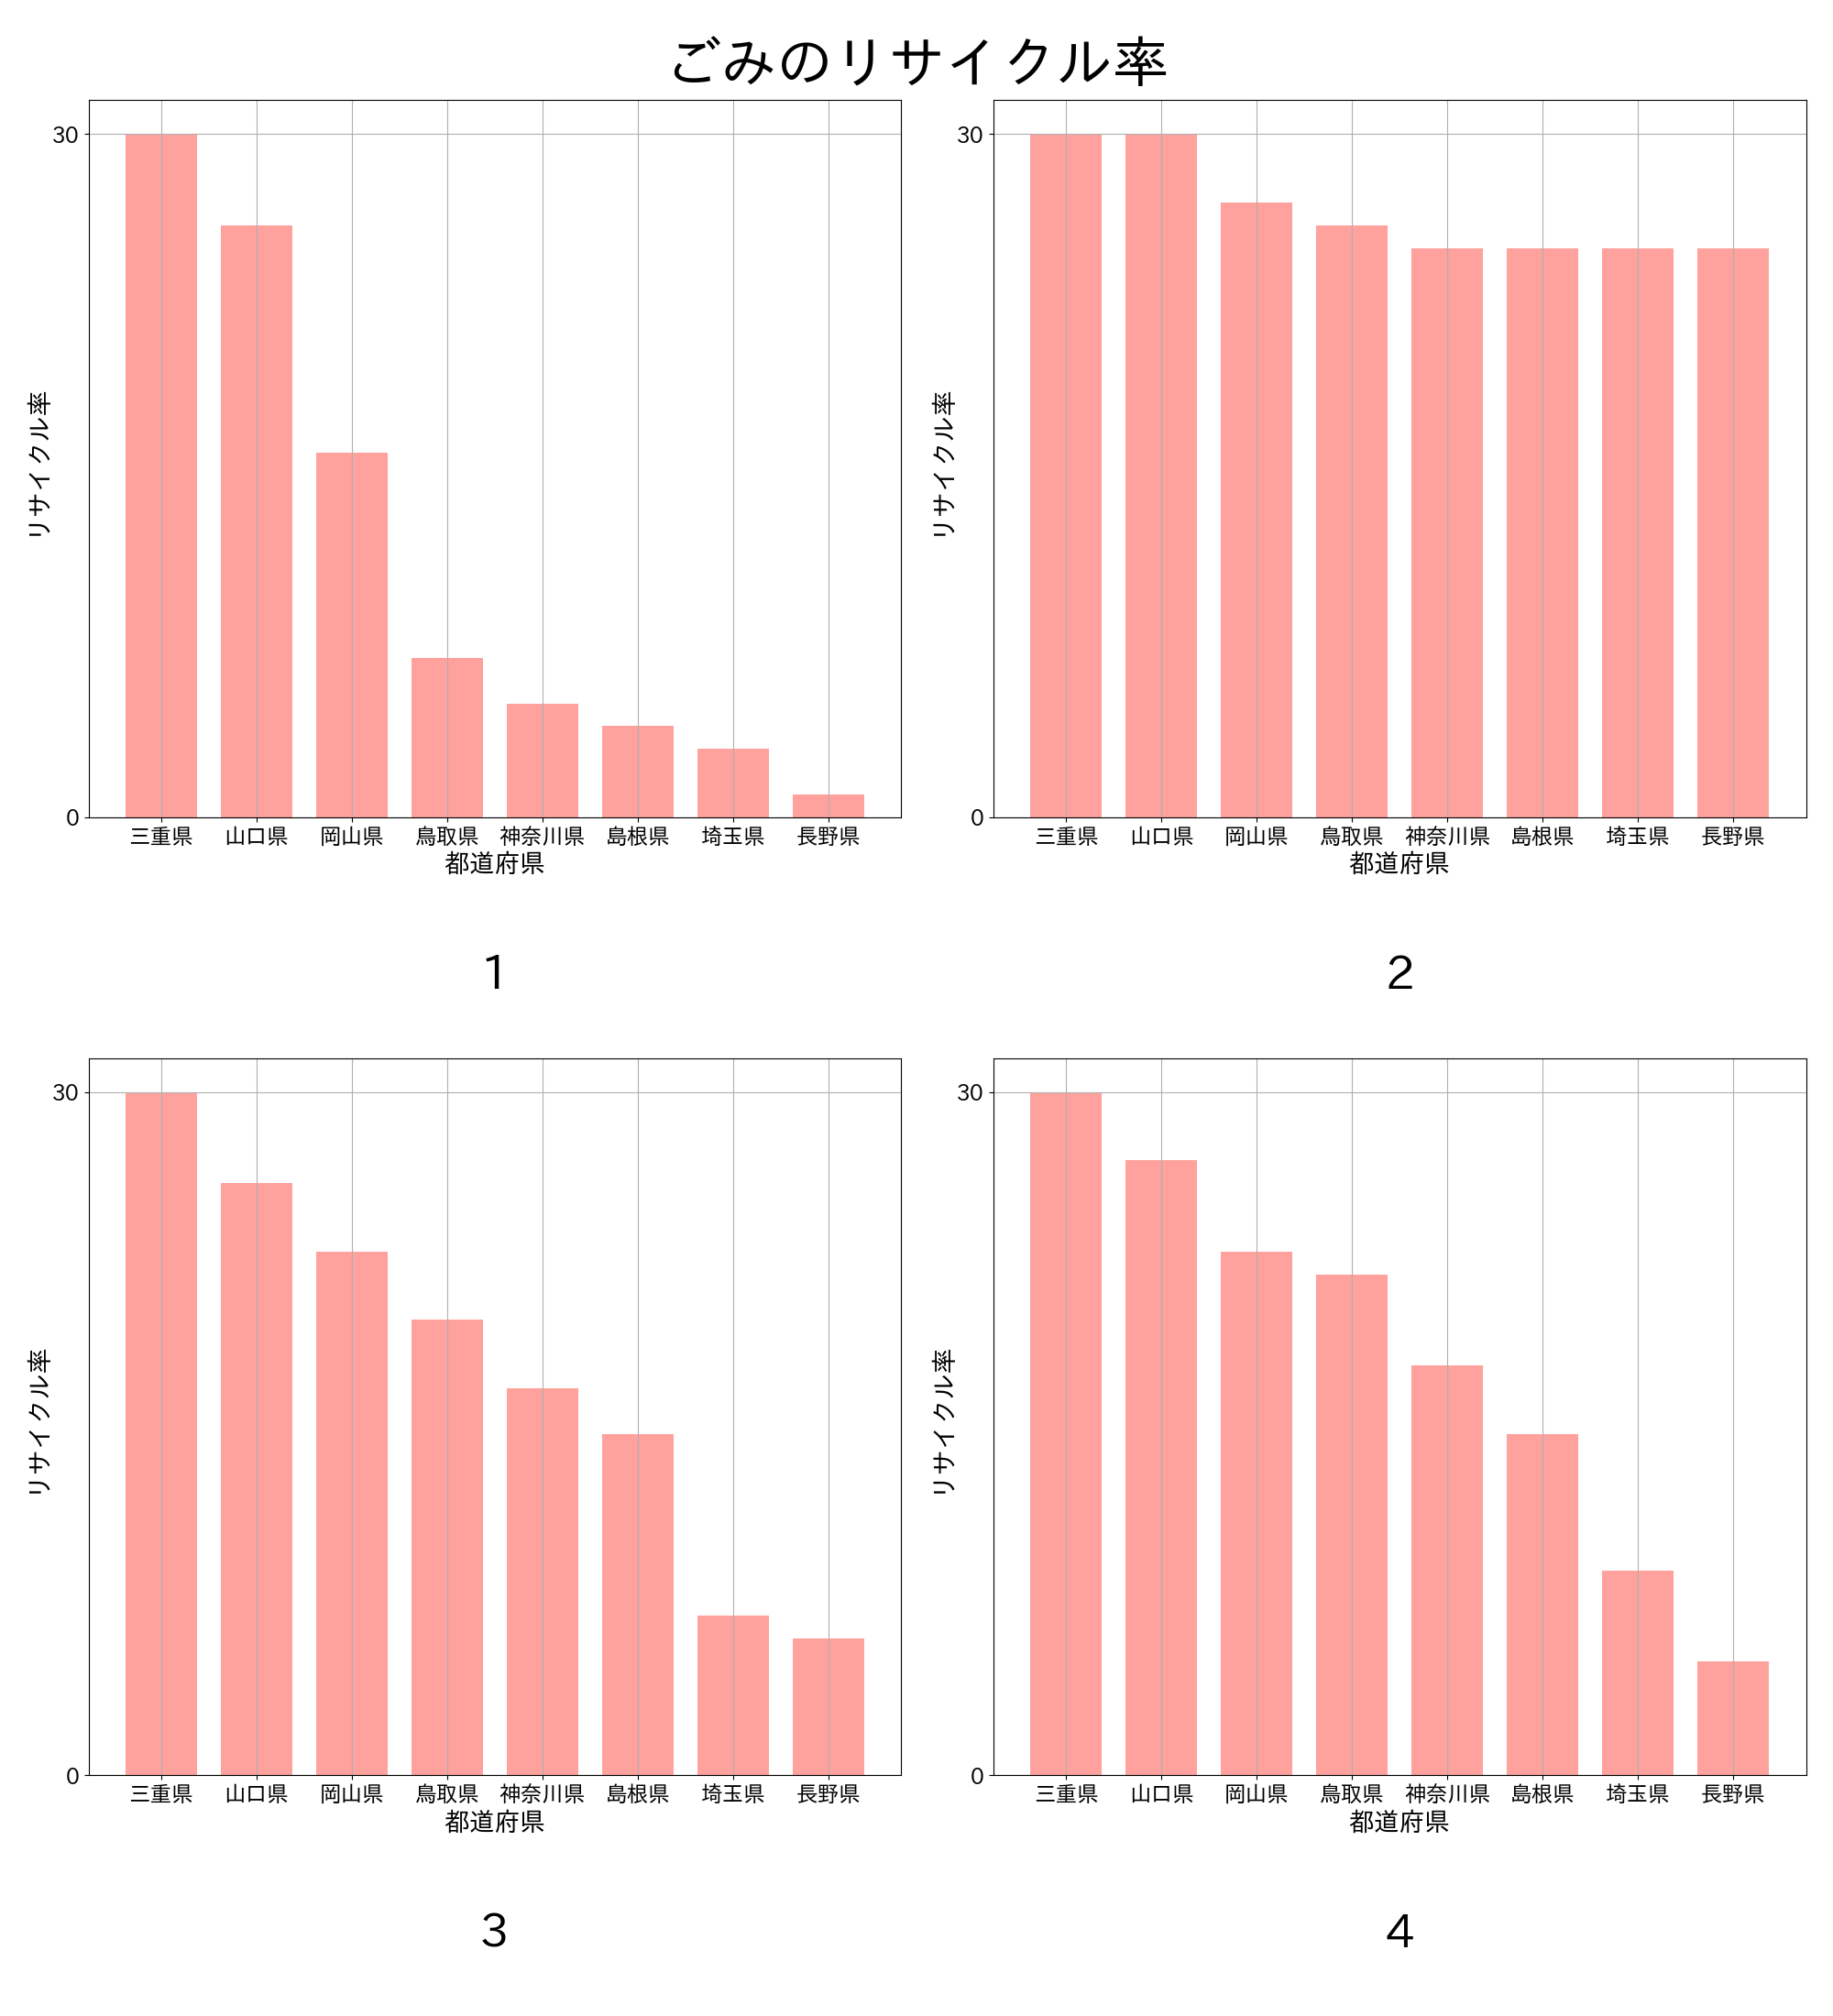 ごみのリサイクル率
30
0
リサイクル率
三重県 山口県 岡山県 鳥取県 神奈川県 島根県 埼玉県 長野県
都道府県
1
30
0
リサイクル率
三重県 山口県 岡山県 鳥取県 神奈川県 島根県 埼玉県 長野県
都道府県
2
30
0
リサイクル率
三重県 山口県 岡山県 鳥取県 神奈川県 島根県 埼玉県 長野県
都道府県
3
30
0
リサイクル率
三重県 山口県 岡山県 鳥取県 神奈川県 島根県 埼玉県 長野県
都道府県
4